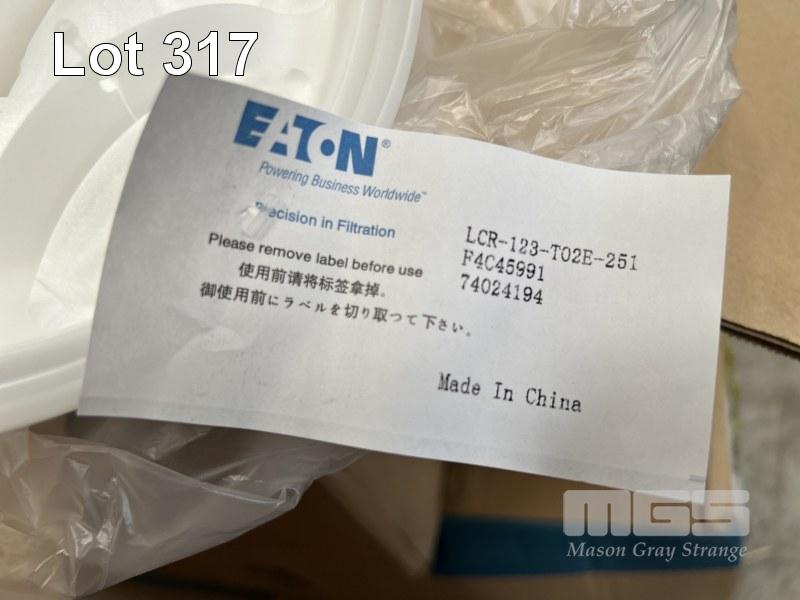 Lot 317
EATON®
Powering Business Worldwide™
Precision in Filtration
Please remove label before use
使用前请将标签拿掉。
御使用前にラベルを切り取つて下さい。
LCR-123-T02E-251
F4C45991
74024194
Made In China
MGS
Mason Gray Strange